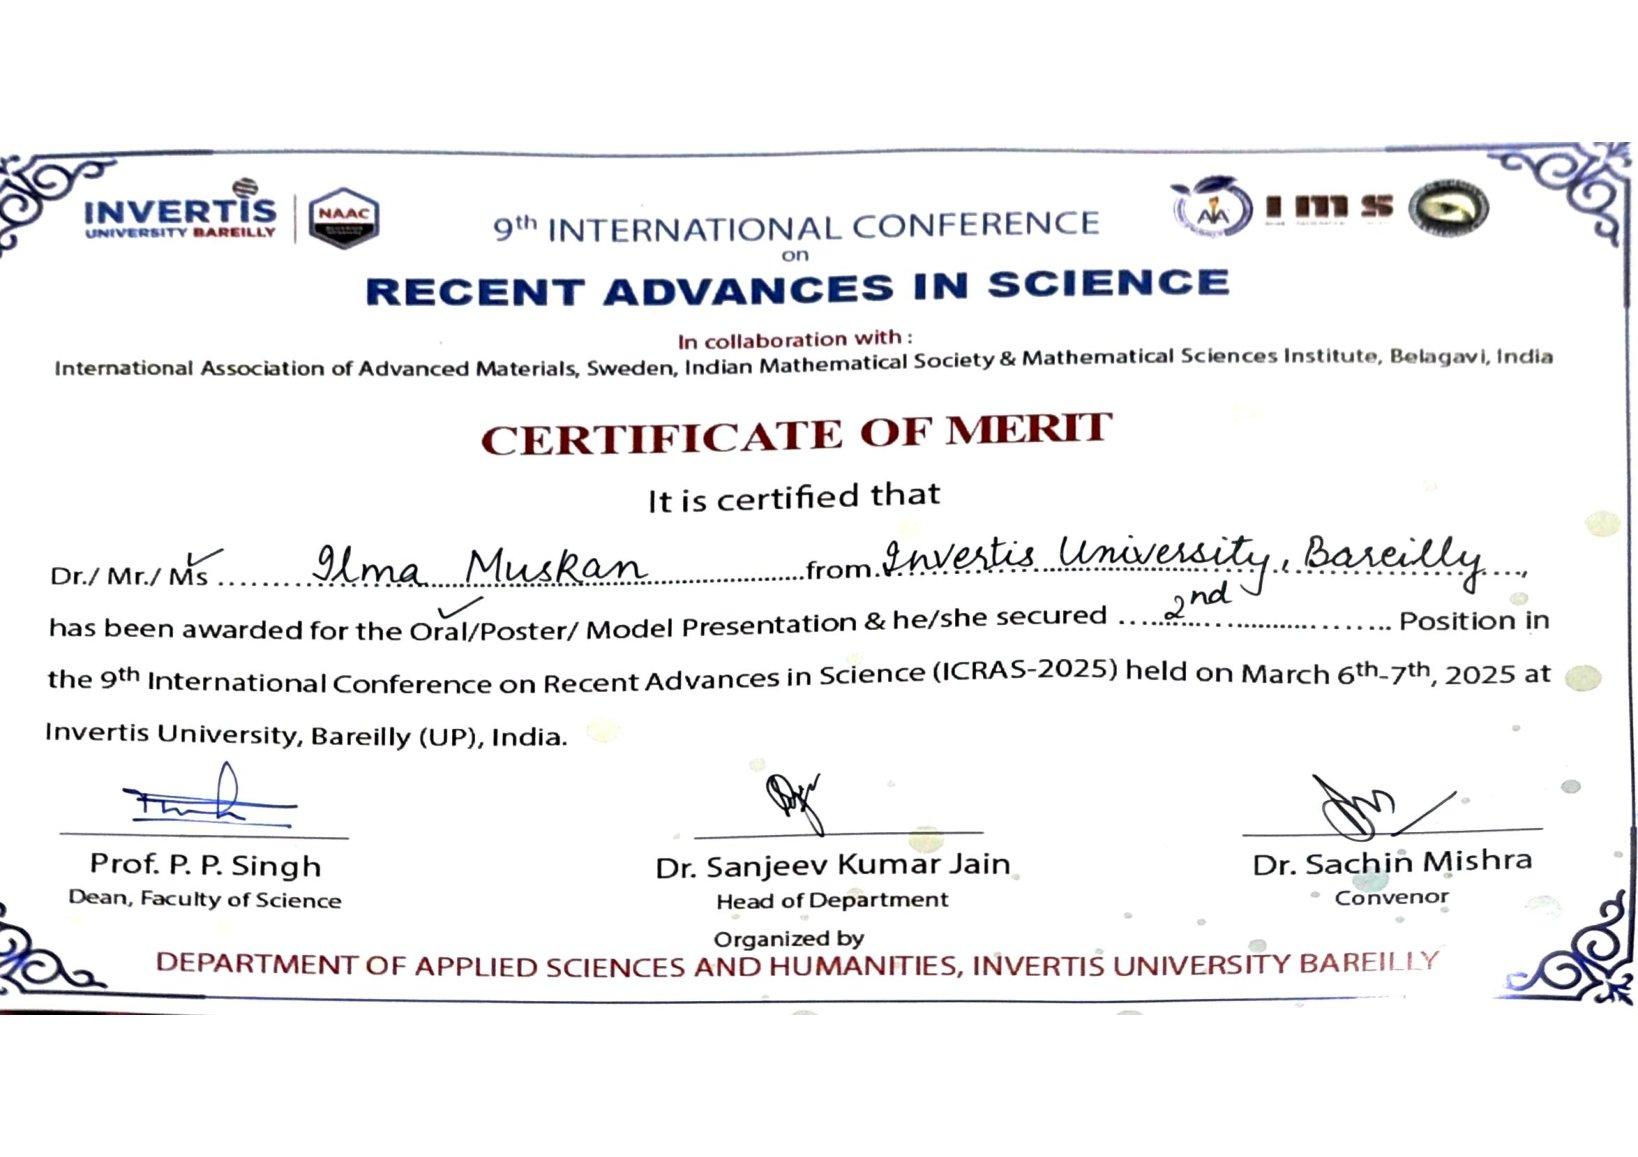 INVERTIS
UNIVERSITY BAREILLY
NAAC
ims
9th INTERNATIONAL CONFERENCE
on
RECENT ADVANCES IN SCIENCE
In collaboration with :
International Association of Advanced Materials, Sweden, Indian Mathematical Society & Mathematical Sciences Institute, Belagavi, India
CERTIFICATE OF MERIT
It is certified that
Dr./ Mr./ Ms ........ Ilma Muskan ........ from. Invertis University, Bareilly ....,
has been awarded for the Oral/Poster/ Model Presentation & he/she secured ..... 2nd ..... Position in
the 9th International Conference on Recent Advances in Science (ICRAS-2025) held on March 6th-7th, 2025 at
Invertis University, Bareilly (UP), India.
Prof. P. P. Singh
Dean, Faculty of Science
Dr. Sanjeev Kumar Jain
Head of Department
Dr. Sachin Mishra
Convenor
Organized by
DEPARTMENT OF APPLIED SCIENCES AND HUMANITIES, INVERTIS UNIVERSITY BAREILLY